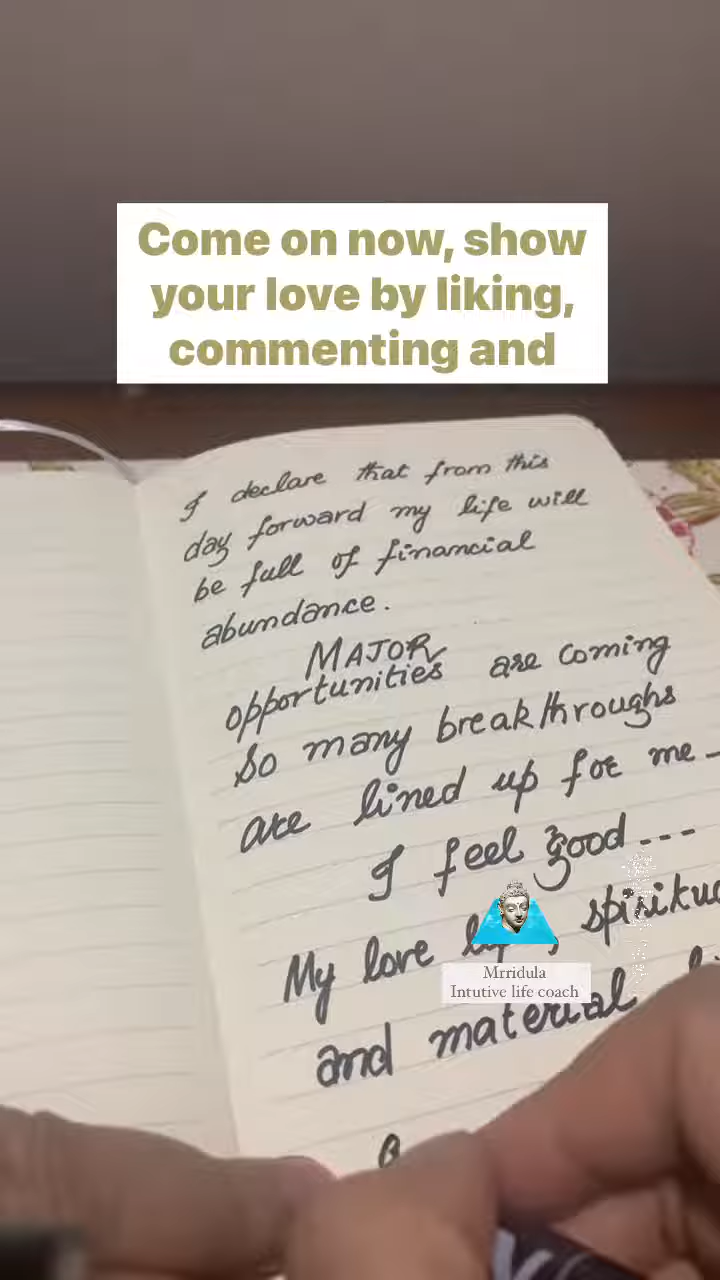 Come on now, show
your love by liking,
commenting and
I declare that from this
day forward my life will
be full of financial
abundance.
MAJOR
opportunities are coming
So many breakthroughs
are lined up for me -
I feel good ---
My love
and material
Mrridula
Intutive life coach